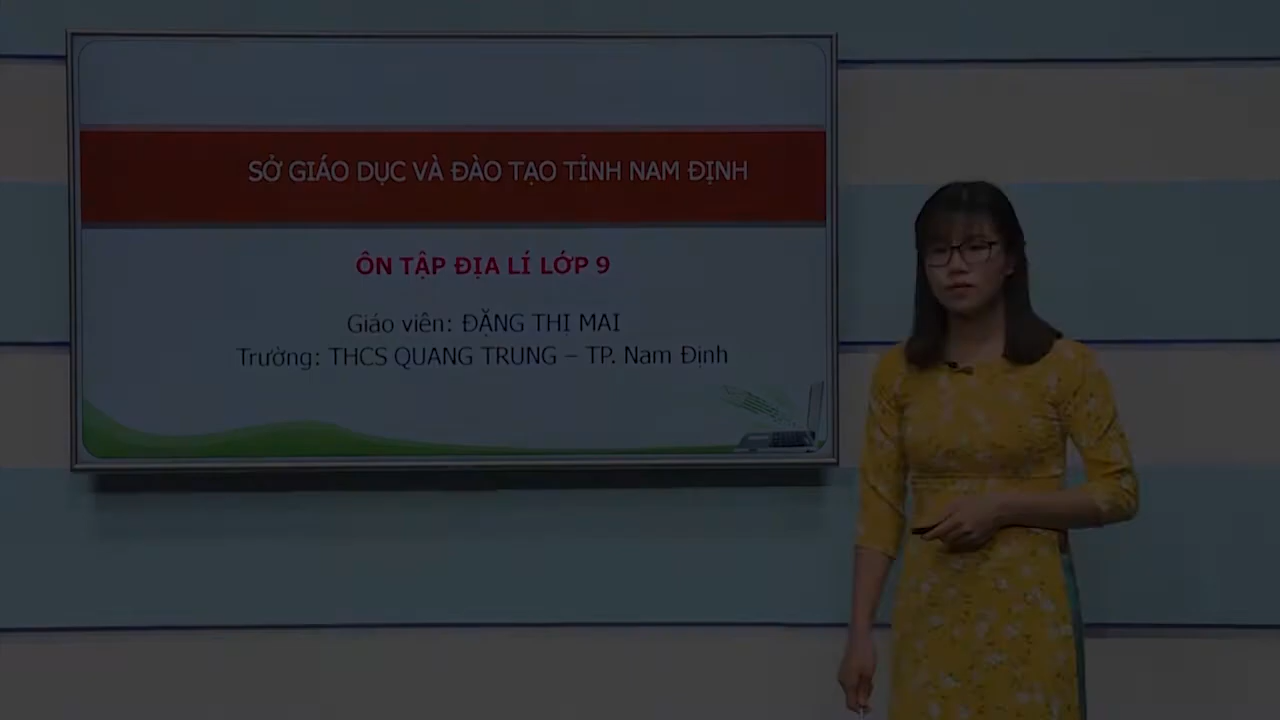 SỞ GIÁO DỤC VÀ ĐÀO TẠO TỈNH NAM ĐỊNH
ÔN TẬP ĐỊA LÍ LỚP 9
Giáo viên: ĐẶNG THỊ MAI
Trường: THCS QUANG TRUNG – TP. Nam Định